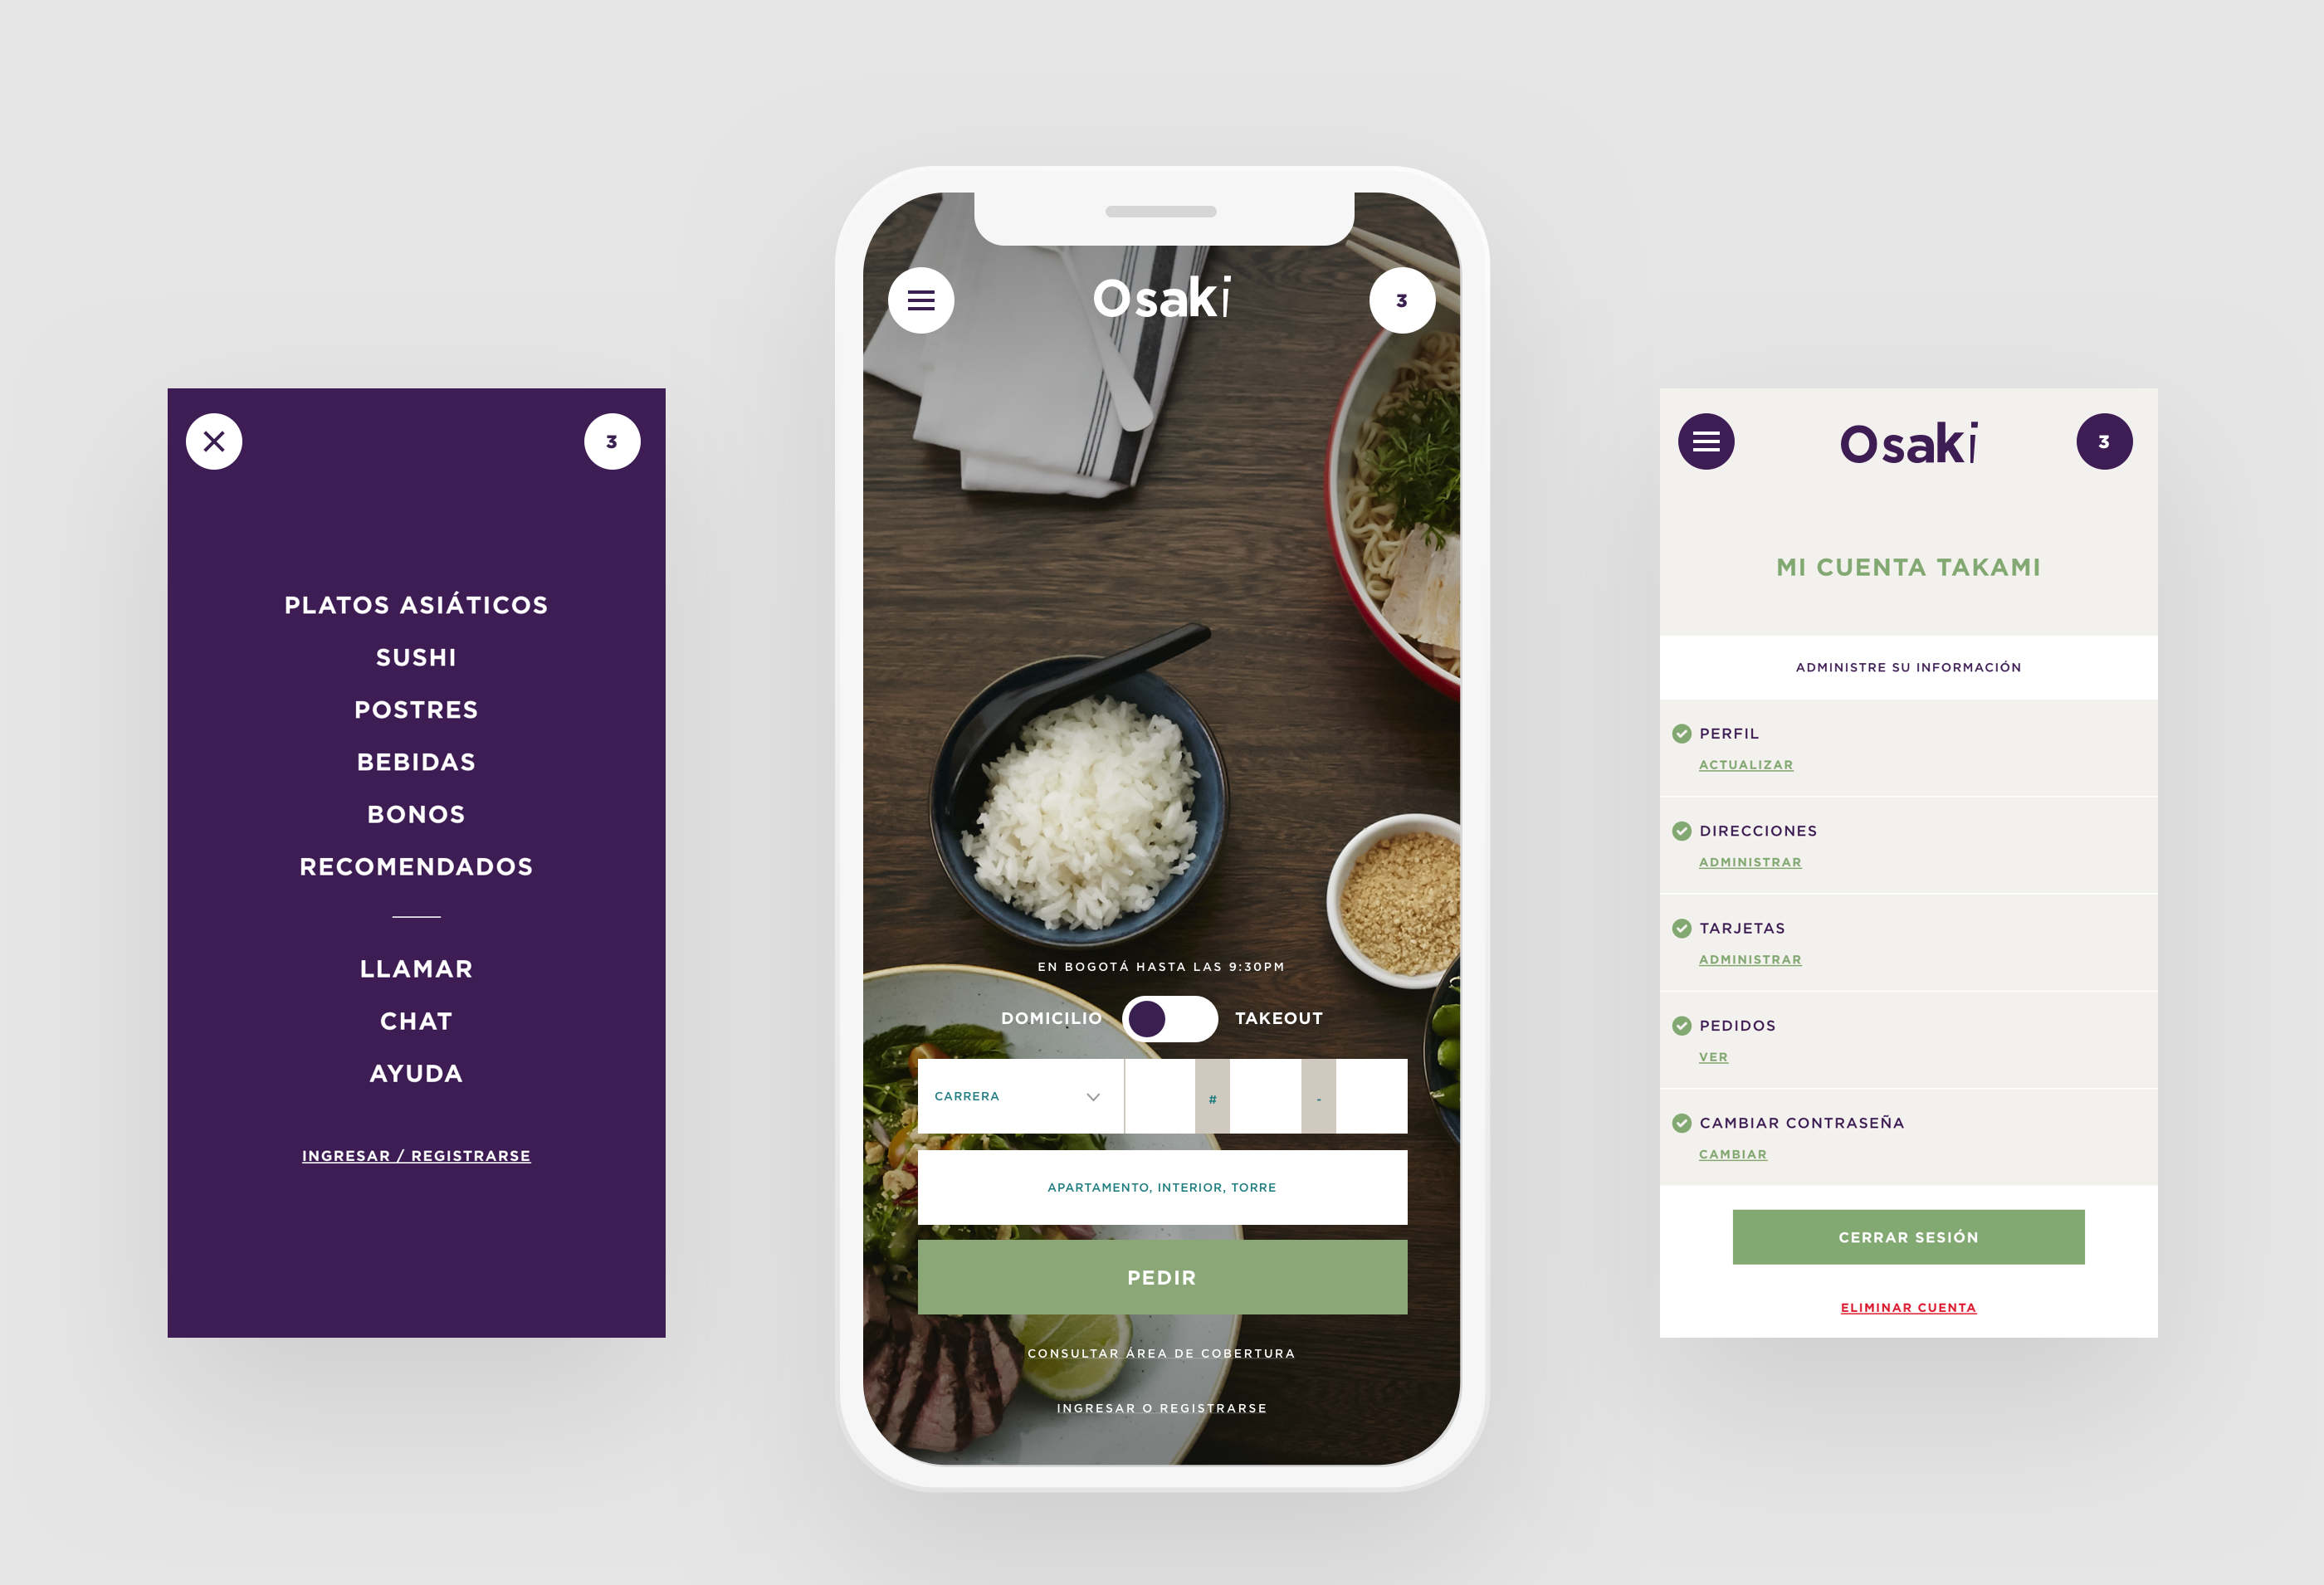 3
PLATOS ASIÁTICOS
SUSHI
POSTRES
BEBIDAS
BONOS
RECOMENDADOS
LLAMAR
CHAT
AYUDA
INGRESAR / REGISTRARSE
Osaki
3
EN BOGOTÁ HASTA LAS 9:30PM
DOMICILIO TAKEOUT
CARRERA # -
APARTAMENTO, INTERIOR, TORRE
PEDIR
CONSULTAR ÁREA DE COBERTURA
INGRESAR O REGISTRARSE
Osaki
3
MI CUENTA TAKAMI
ADMINISTRE SU INFORMACIÓN
PERFIL
ACTUALIZAR
DIRECCIONES
ADMINISTRAR
TARJETAS
ADMINISTRAR
PEDIDOS
VER
CAMBIAR CONTRASEÑA
CAMBIAR
CERRAR SESIÓN
ELIMINAR CUENTA